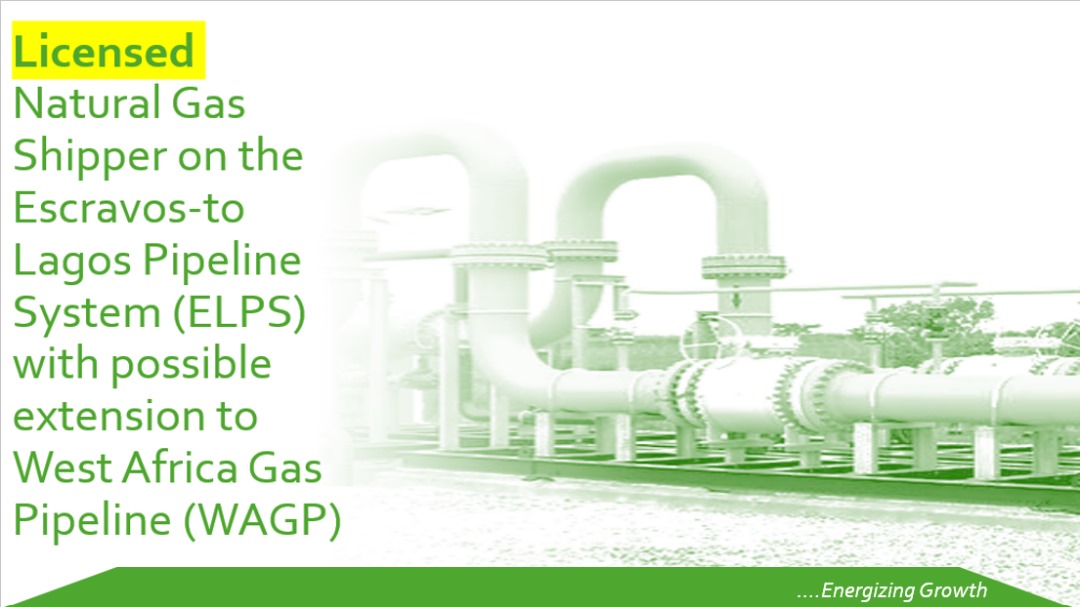 Licensed
Natural Gas
Shipper on the
Escravos-to
Lagos Pipeline
System (ELPS)
with possible
extension to
West Africa Gas
Pipeline (WAGP)
....Energizing Growth